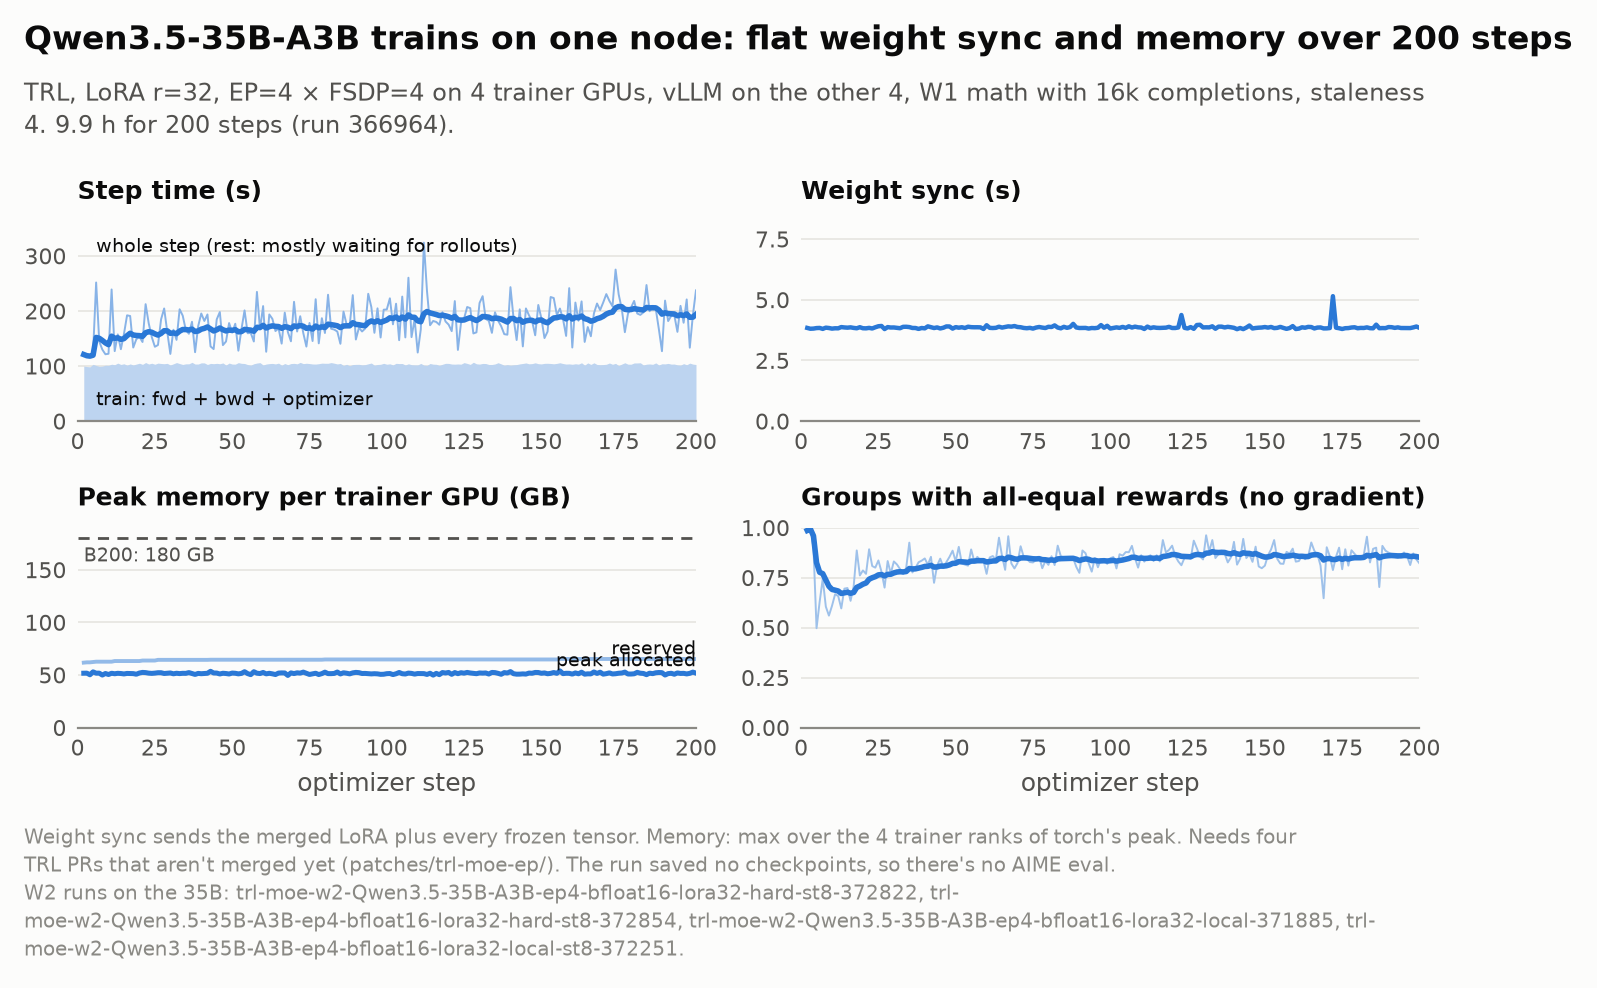 Qwen3.5-35B-A3B trains on one node: flat weight sync and memory over 200 steps
TRL, LoRA r=32, EP=4 × FSDP=4 on 4 trainer GPUs, vLLM on the other 4, W1 math with 16k completions, staleness
4. 9.9 h for 200 steps (run 366964).
Step time (s)
whole step (rest: mostly waiting for rollouts)
300
200
100
0
train: fwd + bwd + optimizer
0 25 50 75 100 125 150 175 200
Weight sync (s)
7.5
5.0
2.5
0.0
0 25 50 75 100 125 150 175 200
Peak memory per trainer GPU (GB)
B200: 180 GB
150
100
50
0
reserved
peak allocated
0 25 50 75 100 125 150 175 200
optimizer step
Groups with all-equal rewards (no gradient)
1.00
0.75
0.50
0.25
0.00
0 25 50 75 100 125 150 175 200
optimizer step
Weight sync sends the merged LoRA plus every frozen tensor. Memory: max over the 4 trainer ranks of torch's peak. Needs four
TRL PRs that aren't merged yet (patches/trl-moe-ep/). The run saved no checkpoints, so there's no AIME eval.
W2 runs on the 35B: trl-moe-w2-Qwen3.5-35B-A3B-ep4-bfloat16-lora32-hard-st8-372822, trl-
moe-w2-Qwen3.5-35B-A3B-ep4-bfloat16-lora32-hard-st8-372854, trl-moe-w2-Qwen3.5-35B-A3B-ep4-bfloat16-lora32-local-371885, trl-
moe-w2-Qwen3.5-35B-A3B-ep4-bfloat16-lora32-local-st8-372251.